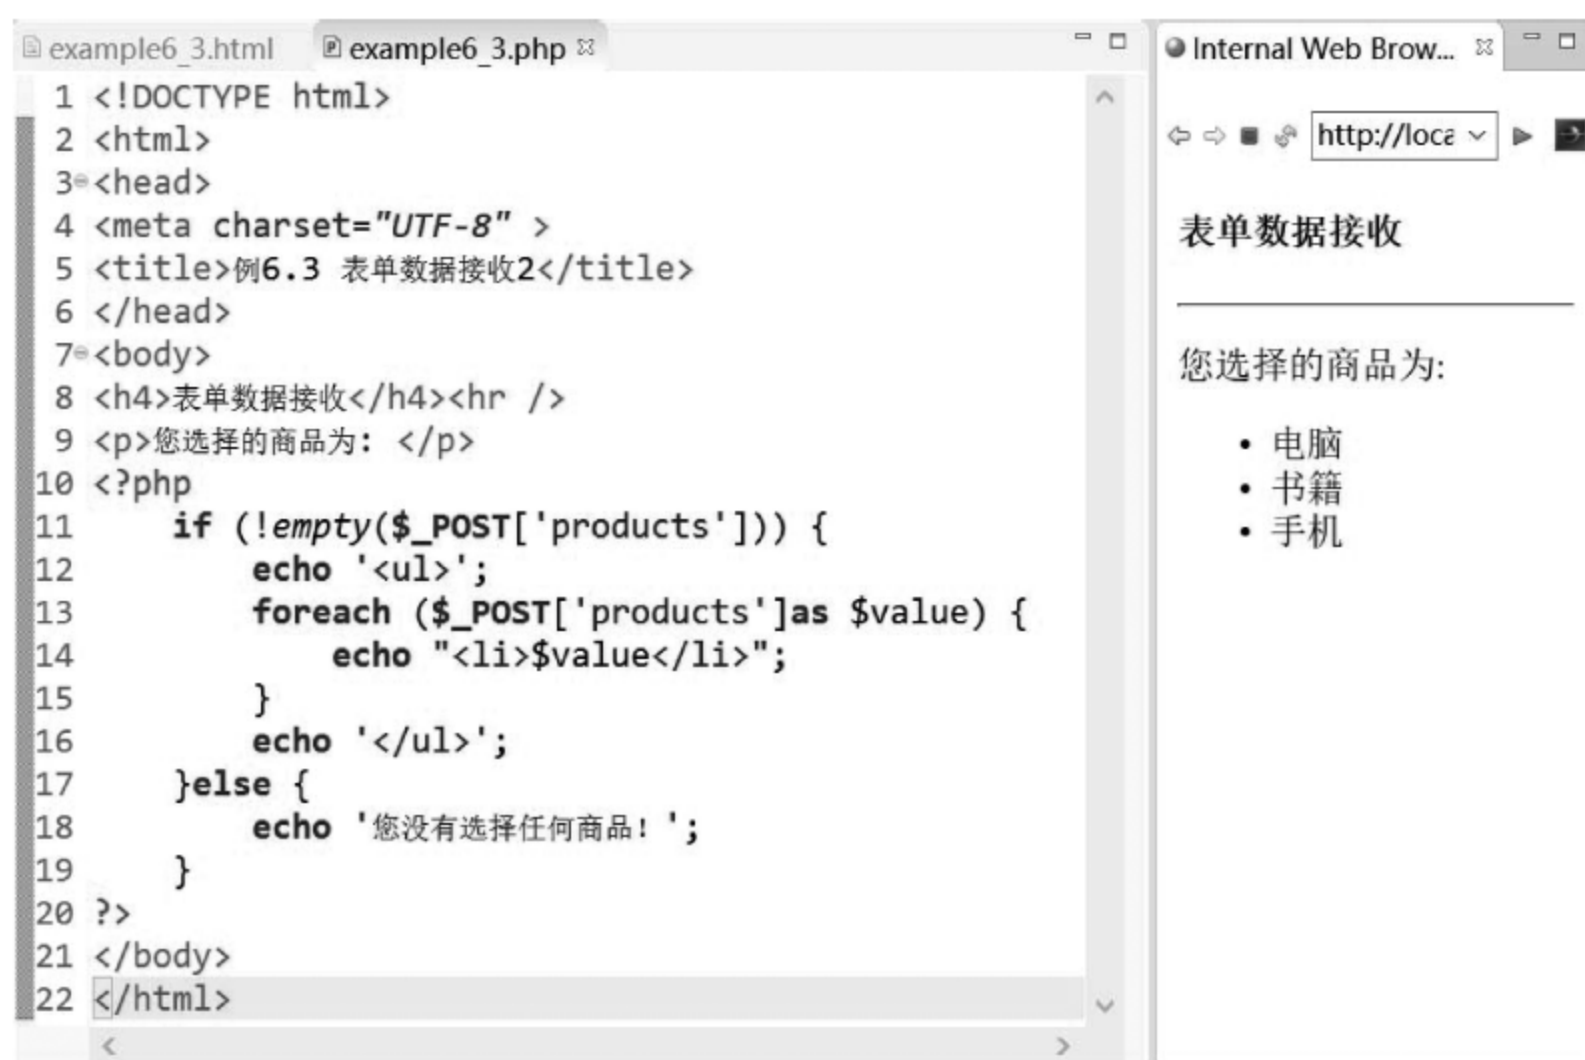 example6_3.html
example6_3.php
1 <!DOCTYPE html>
2 <html>
3 <head>
4 <meta charset="UTF-8" >
5 <title>例6.3 表单数据接收2</title>
6 </head>
7 <body>
8 <h4>表单数据接收</h4><hr />
9 <p>您选择的商品为: </p>
10 <?php
11     if (!empty($_POST['products'])) {
12         echo '<ul>';
13         foreach ($_POST['products']as $value) {
14             echo "<li>$value</li>";
15         }
16         echo '</ul>';
17     }else {
18         echo '您没有选择任何商品! ';
19     }
20 ?>
21 </body>
22 </html>
Internal Web Brow...
http://loca
表单数据接收
您选择的商品为:
• 电脑
• 书籍
• 手机